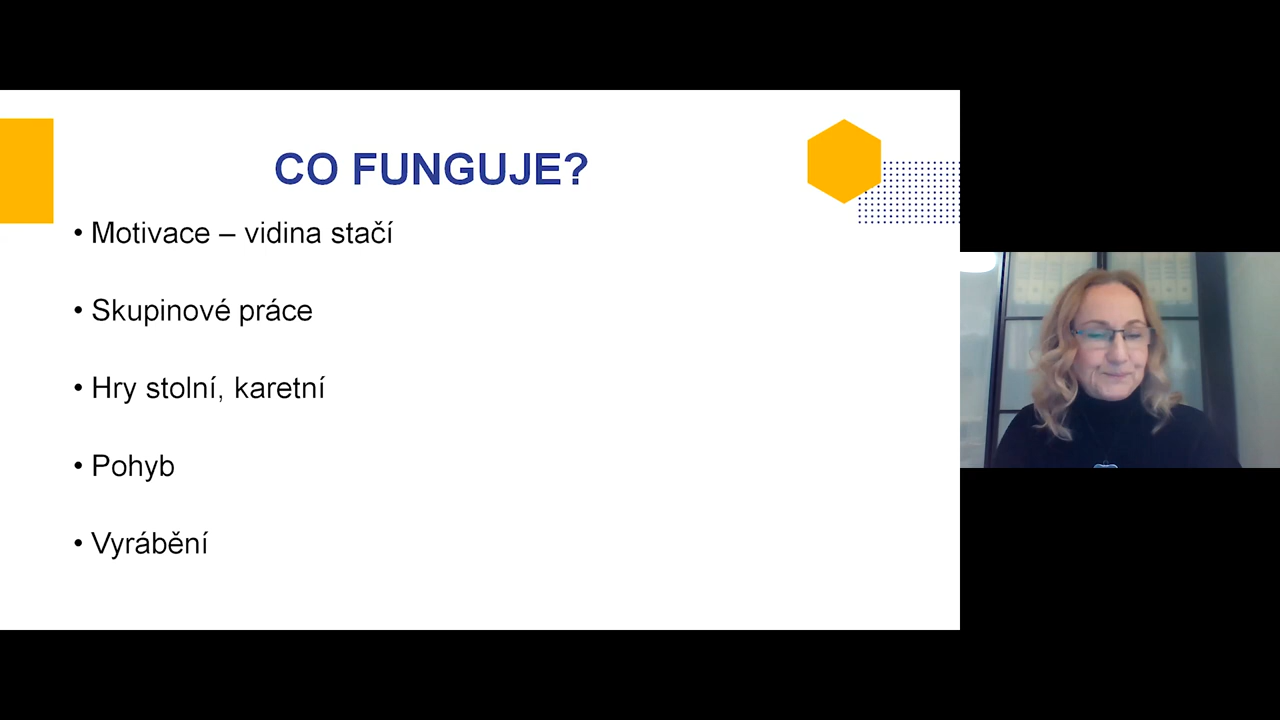 CO FUNGUJE?
• Motivace – vidina stačí
• Skupinové práce
• Hry stolní, karetní
• Pohyb
• Vyrábění